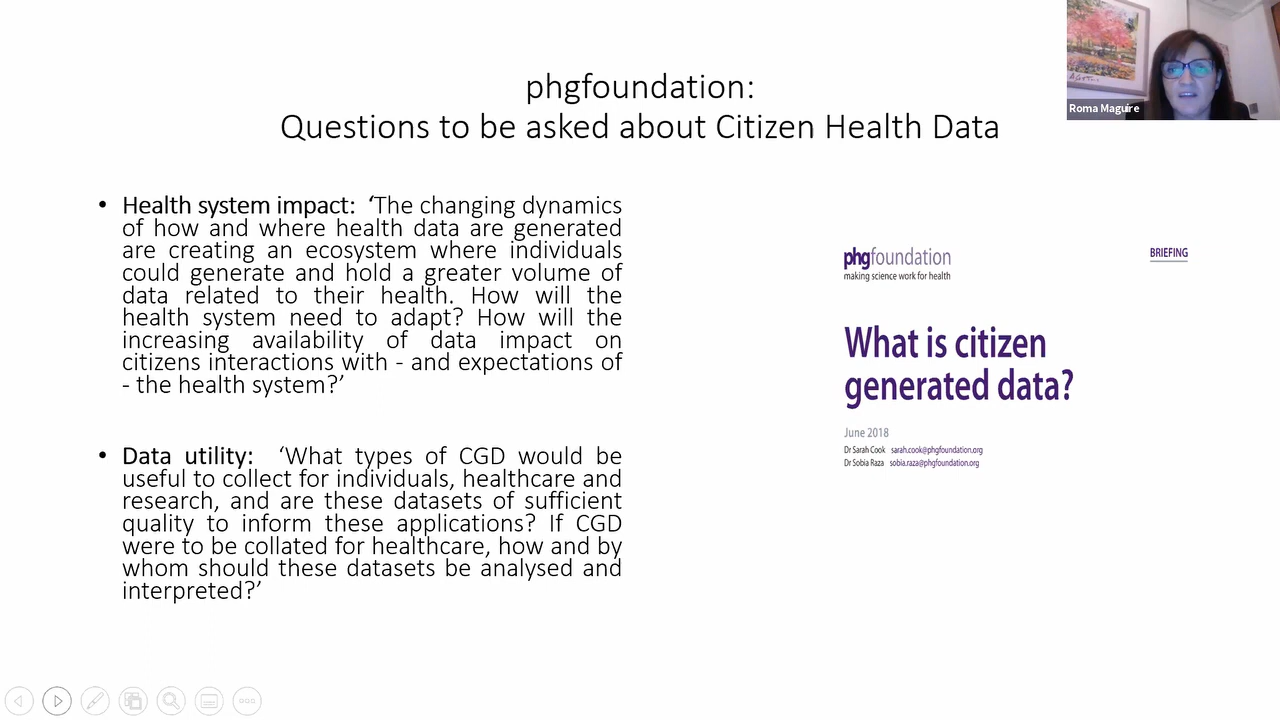 phgfoundation:
Questions to be asked about Citizen Health Data
Roma Maguire
• Health system impact: ‘The changing dynamics
of how and where health data are generated
are creating an ecosystem where individuals
could generate and hold a greater volume of
data related to their health. How will the
health system need to adapt? How will the
increasing availability of data impact on
citizens interactions with - and expectations of
- the health system?’
• Data utility: ‘What types of CGD would be
useful to collect for individuals, healthcare and
research, and are these datasets of sufficient
quality to inform these applications? If CGD
were to be collated for healthcare, how and by
whom should these datasets be analysed and
interpreted?’
phgfoundation
making science work for health
BRIEFING
What is citizen
generated data?
June 2018
Dr Sarah Cook sarah.cook@phgfoundation.org
Dr Sobia Raza sobia.raza@phgfoundation.org